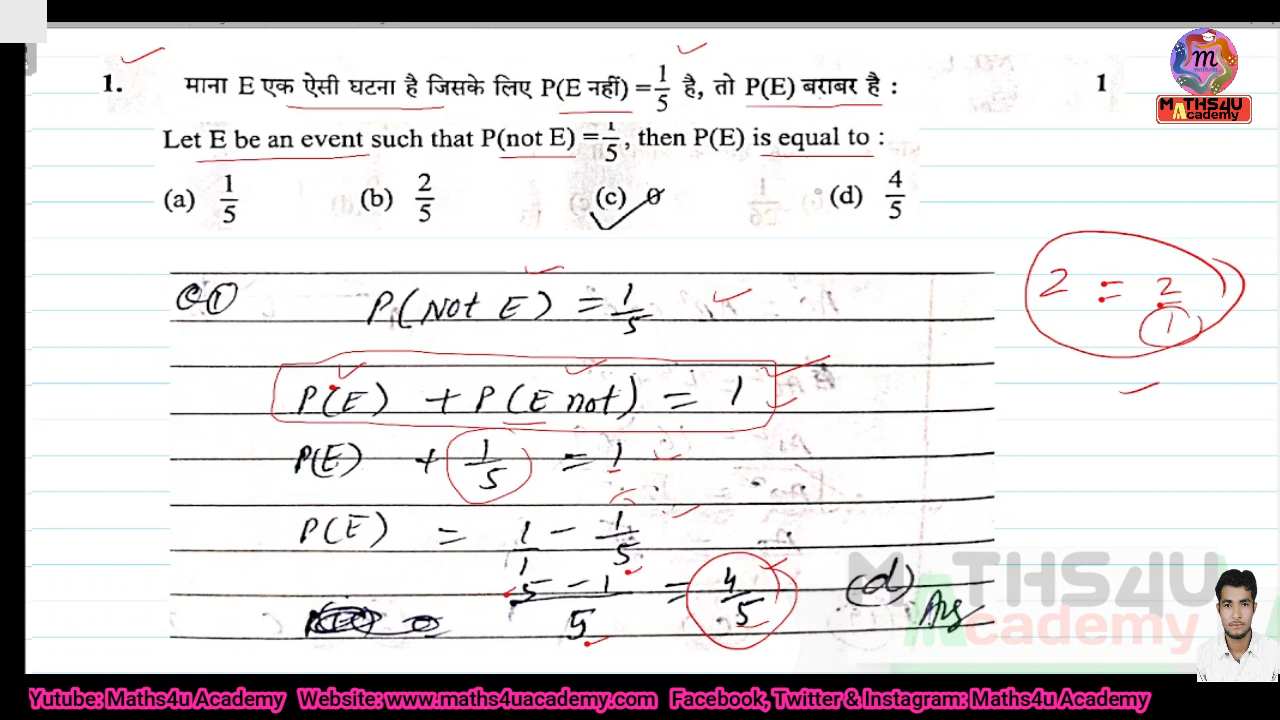 1. माना E एक ऐसी घटना है जिसके लिए P(E नहीं) = 1/5 है, तो P(E) बराबर है : 1
Let E be an event such that P(not E) = 1/5, then P(E) is equal to :
(a) 1/5 (b) 2/5 (c) 0 (d) 4/5
Q① P(Not E) = 1/5
2 = 2/1
P(E) + P(E not) = 1
P(E) + 1/5 = 1
P(E) = 1/1 - 1/5
5 - 1/5 = 4/5 (d) Ans
m
MATHS4U
Academy
MATHS4U
Academy
Yutube: Maths4u Academy Website: www.maths4uacademy.com Facebook, Twitter & Instagram: Maths4u Academy